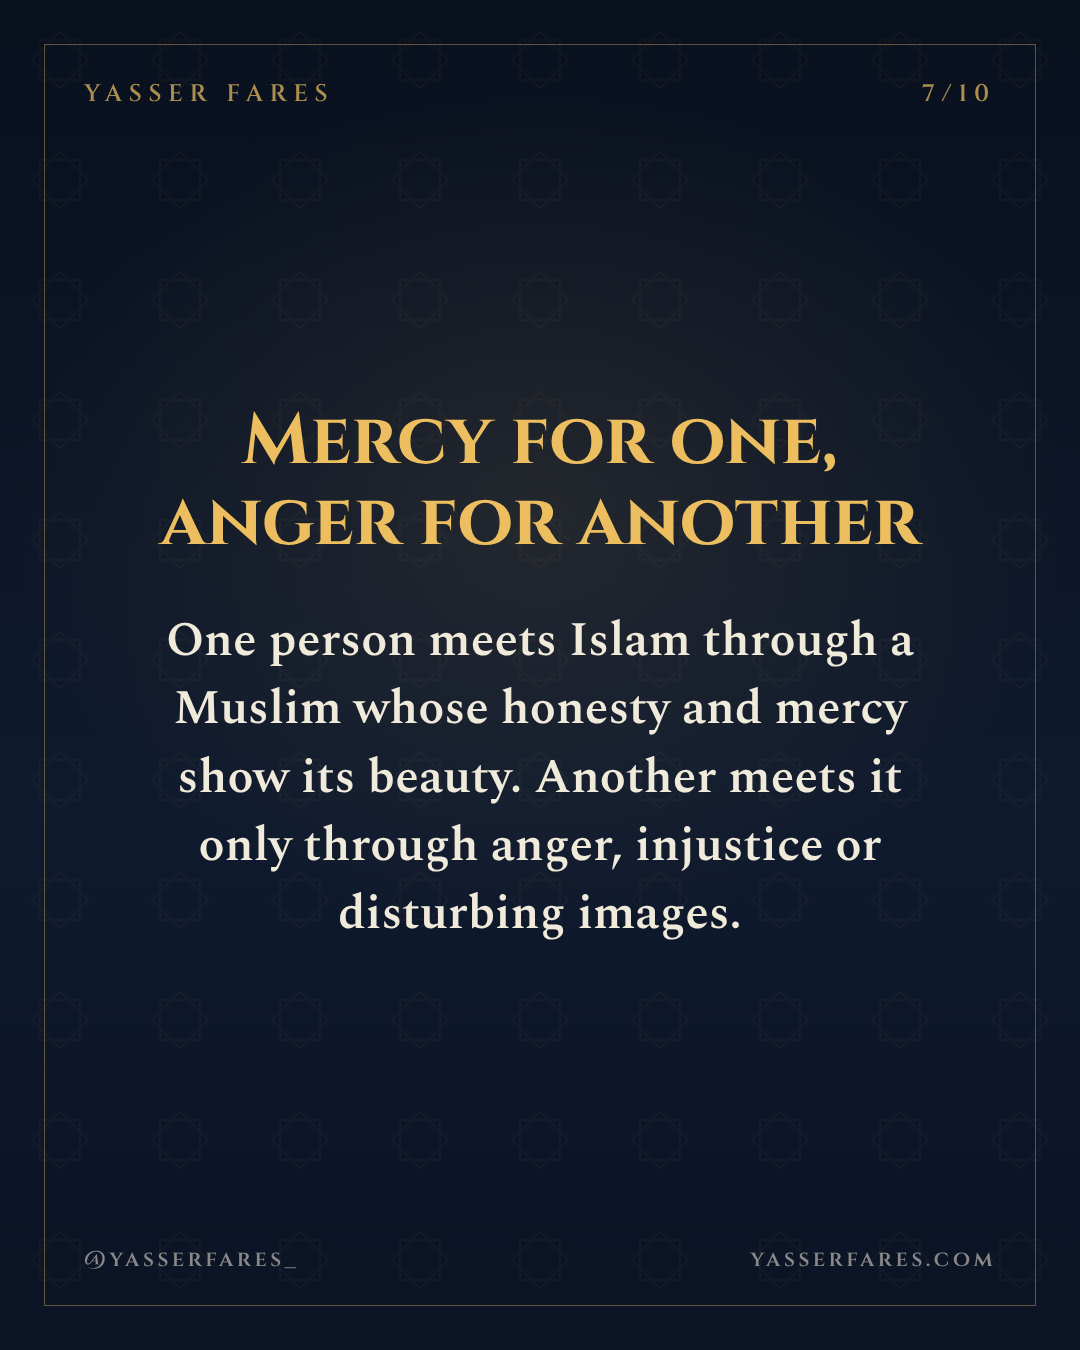 YASSER FARES
7/10
MERCY FOR ONE,
ANGER FOR ANOTHER
One person meets Islam through a
Muslim whose honesty and mercy
show its beauty. Another meets it
only through anger, injustice or
disturbing images.
@YASSERFARES_
YASSERFARES.COM